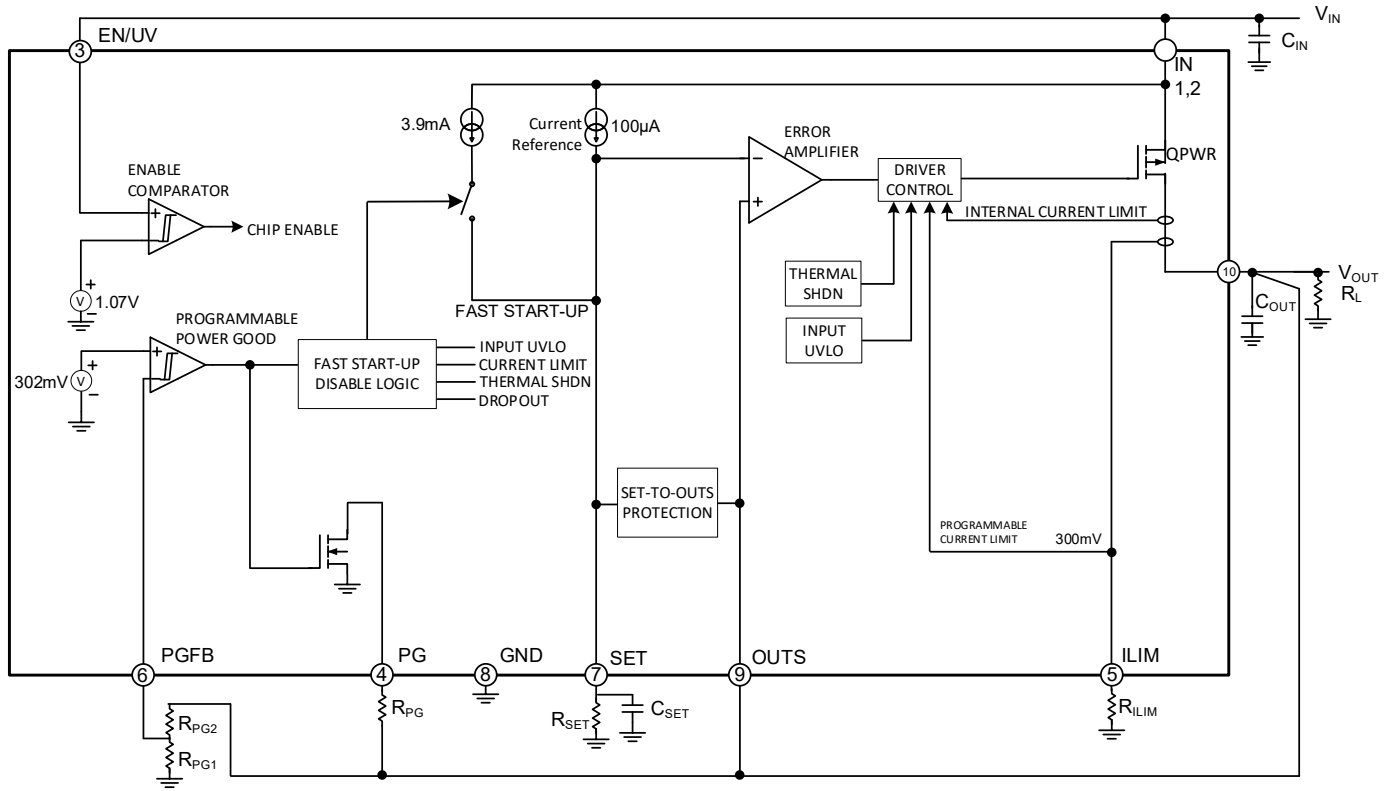 V_IN
EN/UV
3
C_IN
IN
1,2
3.9mA
Current
Reference
100µA
ERROR
AMPLIFIER
QPWR
ENABLE
COMPARATOR
DRIVER
CONTROL
−
+
+
CHIP ENABLE
INTERNAL CURRENT LIMIT
+
V
1.07V
−
THERMAL
SHDN
10
V_OUT
R_L
C_OUT
FAST START-UP
PROGRAMMABLE
POWER GOOD
INPUT
UVLO
+
302mV
V
+
−
FAST START-UP
DISABLE LOGIC
INPUT UVLO
CURRENT LIMIT
THERMAL SHDN
DROPOUT
SET-TO-OUTS
PROTECTION
PROGRAMMABLE
CURRENT LIMIT
300mV
PGFB
6
PG
4
GND
8
SET
7
OUTS
9
ILIM
5
R_PG2
R_PG1
R_PG
R_SET
C_SET
R_ILIM